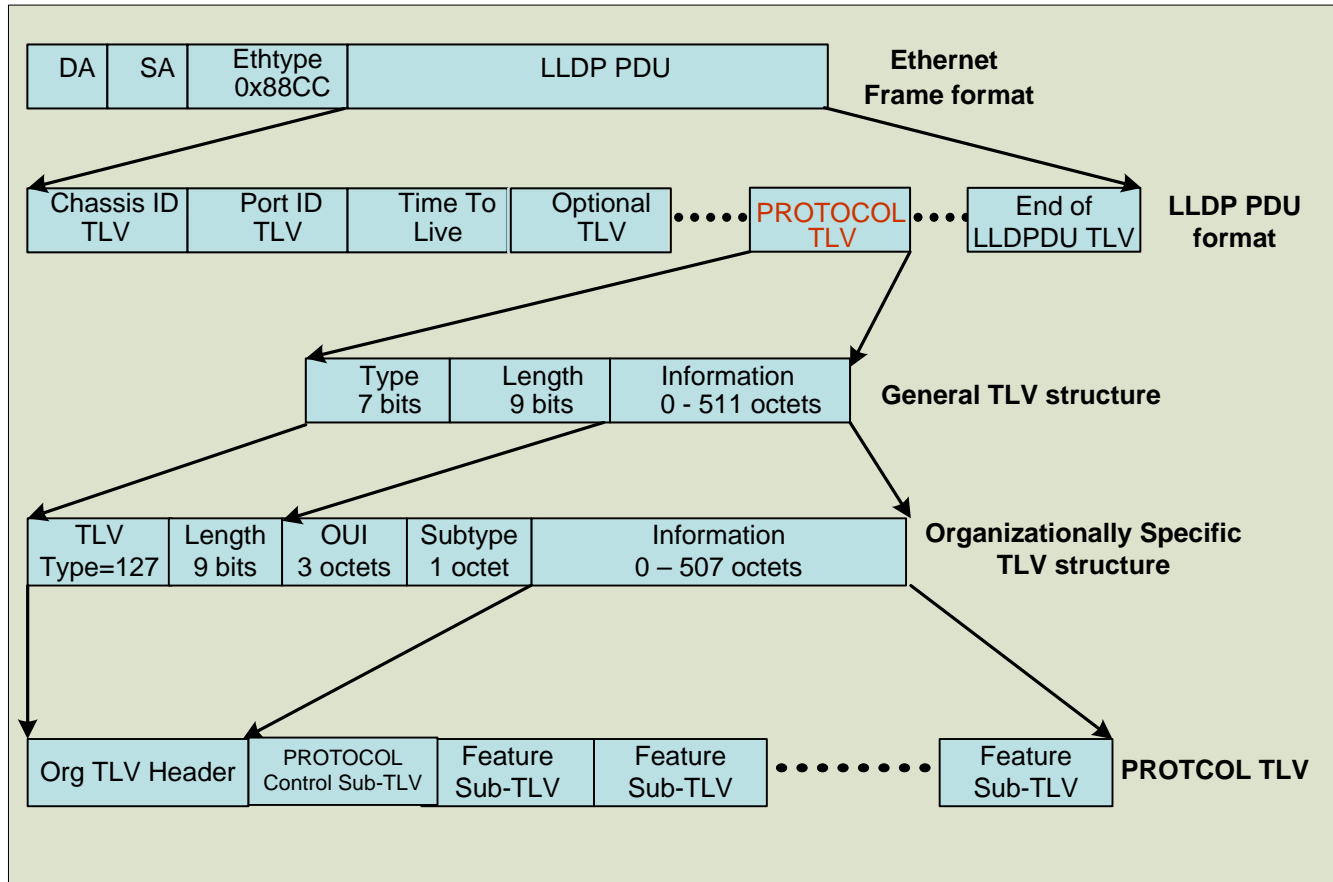 DA
SA
Ethtype
0x88CC
LLDP PDU
Ethernet
Frame format
Chassis ID
TLV
Port ID
TLV
Time To
Live
Optional
TLV
PROTOCOL
TLV
End of
LLDPDU TLV
LLDP PDU
format
Type
7 bits
Length
9 bits
Information
0 - 511 octets
General TLV structure
TLV
Type=127
Length
9 bits
OUI
3 octets
Subtype
1 octet
Information
0 – 507 octets
Organizationally Specific
TLV structure
Org TLV Header
PROTOCOL
Control Sub-TLV
Feature
Sub-TLV
Feature
Sub-TLV
Feature
Sub-TLV
PROTCOL TLV